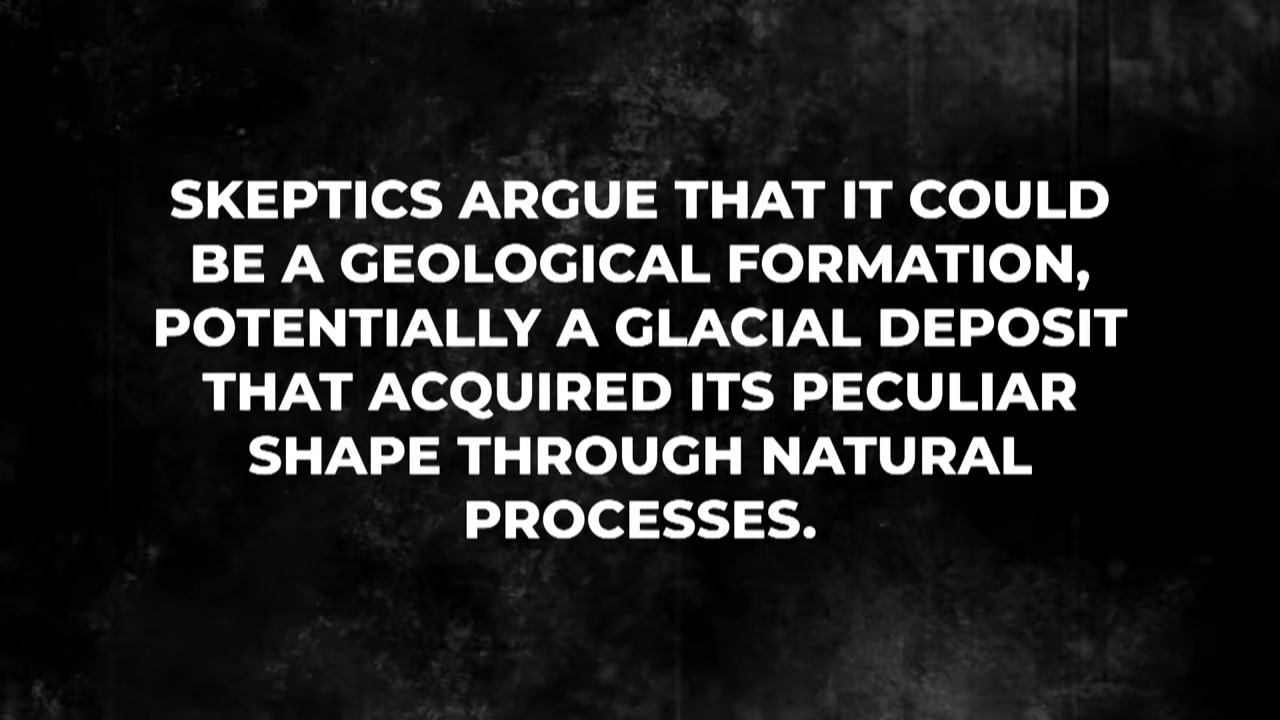 SKEPTICS ARGUE THAT IT COULD
BE A GEOLOGICAL FORMATION,
POTENTIALLY A GLACIAL DEPOSIT
THAT ACQUIRED ITS PECULIAR
SHAPE THROUGH NATURAL
PROCESSES.